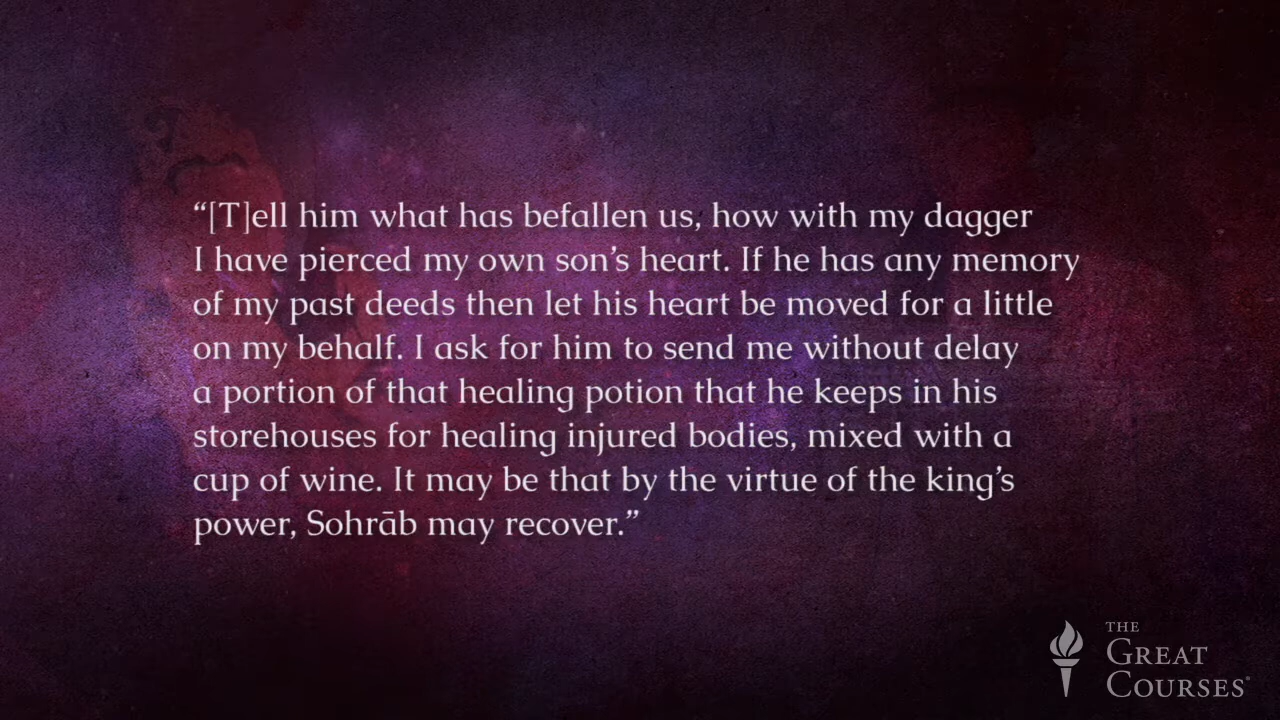 “[T]ell him what has befallen us, how with my dagger
I have pierced my own son’s heart. If he has any memory
of my past deeds then let his heart be moved for a little
on my behalf. I ask for him to send me without delay
a portion of that healing potion that he keeps in his
storehouses for healing injured bodies, mixed with a
cup of wine. It may be that by the virtue of the king’s
power, Sohrāb may recover.”
THE
GREAT
COURSES®